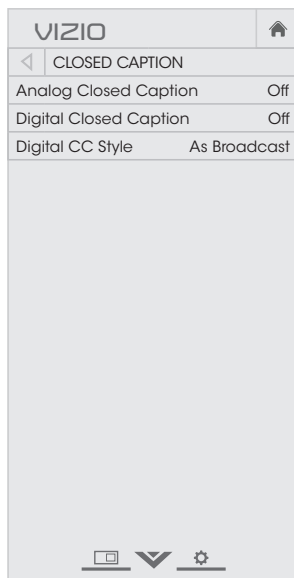 VIZIO
CLOSED CAPTION
Analog Closed Caption Off
Digital Closed Caption Off
Digital CC Style As Broadcast